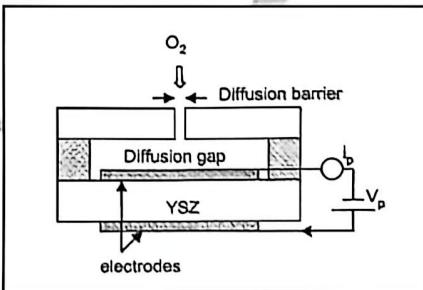 O₂
Diffusion barrier
Diffusion gap
Ip
YSZ
Vp
electrodes